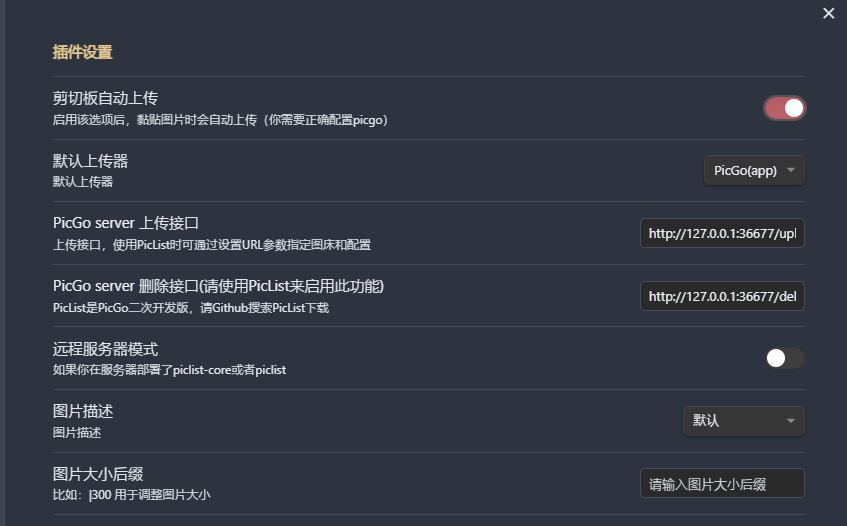 插件设置
剪切板自动上传
启用该选项后，黏贴图片时会自动上传（你需要正确配置picgo）
默认上传器
默认上传器
PicGo(app)
PicGo server 上传接口
上传接口，使用PicList时可通过设置URL参数指定图床和配置
http://127.0.0.1:36677/upl
PicGo server 删除接口(请使用PicList来启用此功能)
PicList是PicGo二次开发版，请Github搜索PicList下载
http://127.0.0.1:36677/del
远程服务器模式
如果你在服务器部署了piclist-core或者piclist
图片描述
图片描述
默认
图片大小后缀
比如：|300 用于调整图片大小
请输入图片大小后缀